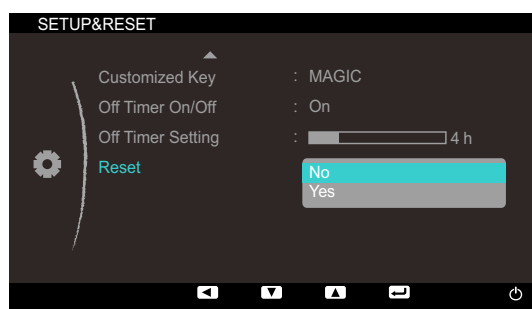 SETUP&RESET
Customized Key : MAGIC
Off Timer On/Off : On
Off Timer Setting : 4 h
Reset
No
Yes